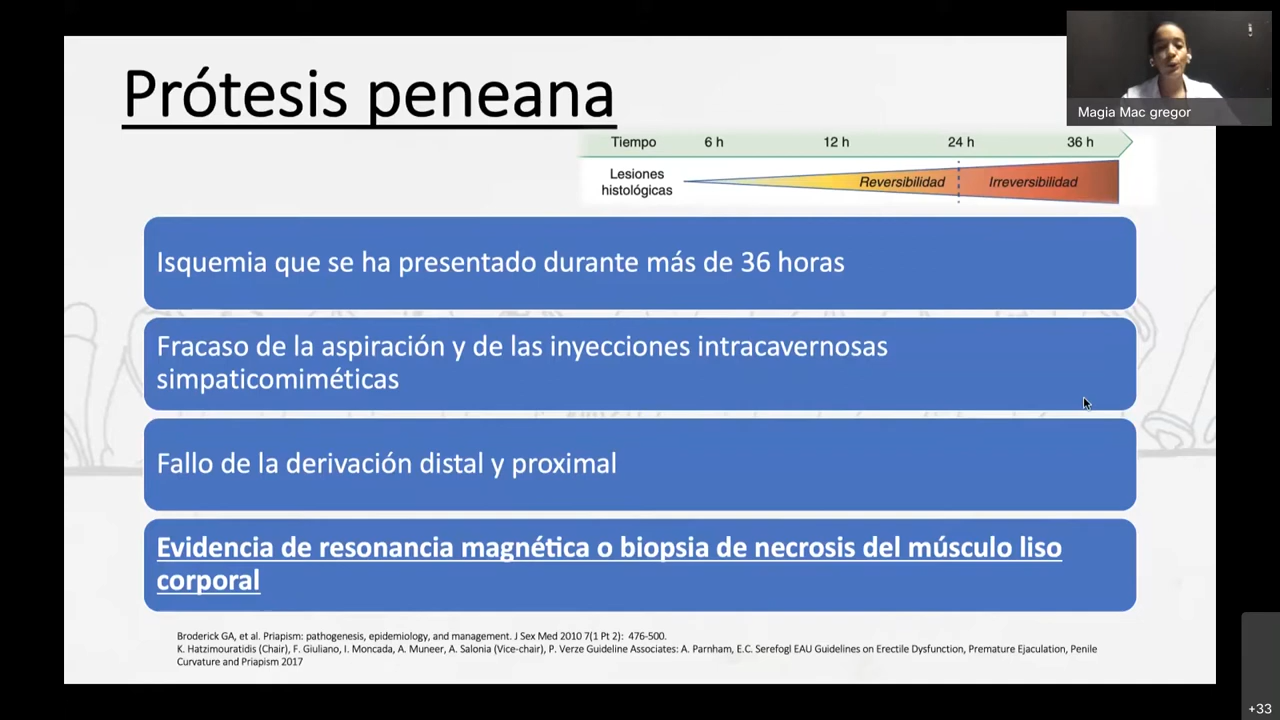 Prótesis peneana
Magia Mac gregor
Tiempo 6 h 12 h 24 h 36 h
Lesiones
histológicas
Reversibilidad Irreversibilidad
Isquemia que se ha presentado durante más de 36 horas
Fracaso de la aspiración y de las inyecciones intracavernosas
simpaticomiméticas
Fallo de la derivación distal y proximal
Evidencia de resonancia magnética o biopsia de necrosis del músculo liso
corporal
Broderick GA, et al. Priapism: pathogenesis, epidemiology, and management. J Sex Med 2010 7(1 Pt 2): 476-500.
K. Hatzimouratidis (Chair), F. Giuliano, I. Moncada, A. Muneer, A. Salonia (Vice-chair), P. Verze Guideline Associates: A. Parnham, E.C. Serefogl EAU Guidelines on Erectile Dysfunction, Premature Ejaculation, Penile
Curvature and Priapism 2017
+33